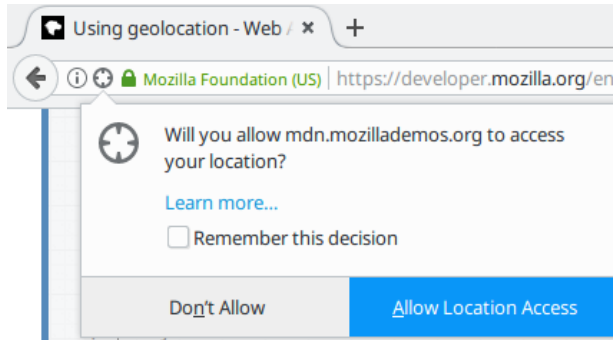 Using geolocation - Web
Mozilla Foundation (US) https://developer.mozilla.org/en
Will you allow mdn.mozillademos.org to access
your location?
Learn more...
Remember this decision
Don't Allow Allow Location Access